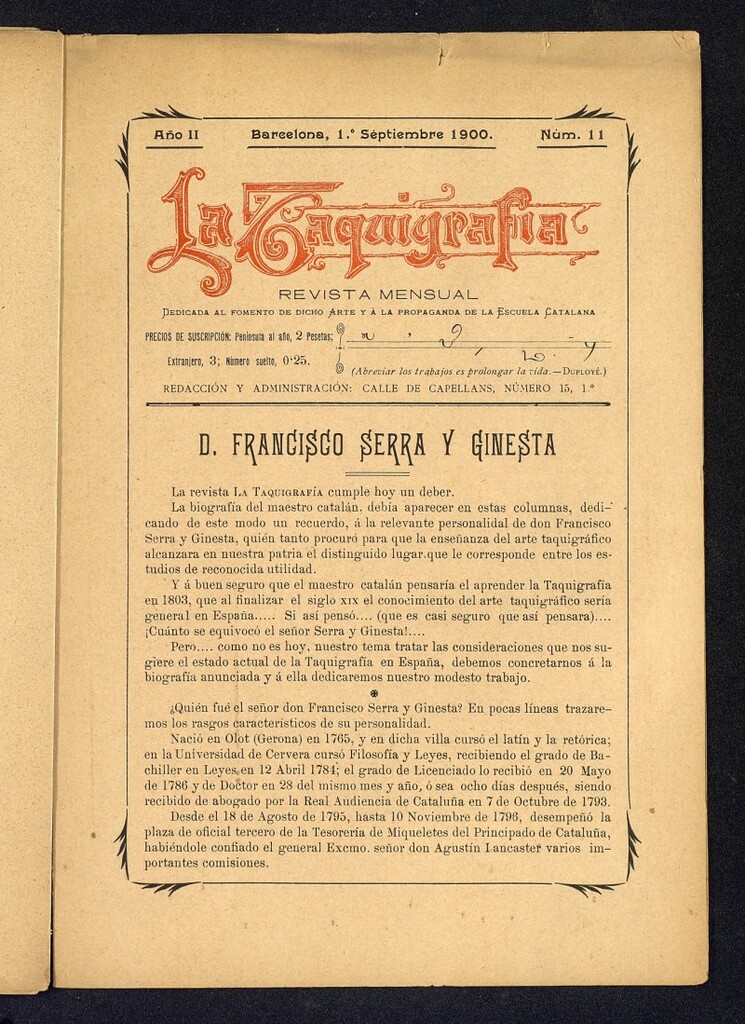 Año II
Barcelona, 1.º Séptiembre 1900.
Núm. 11
La Taquigrafía
REVISTA MENSUAL
DEDICADA AL FOMENTO DE DICHO ARTE Y Á LA PROPAGANDA DE LA ESCUELA CATALANA
PRECIOS DE SUSCRIPCIÓN: Península al año, 2 Pesetas;
Extranjero, 3; Número suelto, 0'25.
(Abreviar los trabajos es prolongar la vida.—DUPLOYÉ.)
REDACCIÓN Y ADMINISTRACIÓN: CALLE DE CAPELLANS, NÚMERO 15, 1.º
D. FRANCISCO SERRA Y GINESTA
La revista LA TAQUIGRAFÍA cumple hoy un deber.
La biografía del maestro catalán, debía aparecer en estas columnas, dedi-
cando de este modo un recuerdo, á la relevante personalidad de don Francisco
Serra y Ginesta, quién tanto procuró para que la enseñanza del arte taquigráfico
alcanzara en nuestra patria el distinguido lugar que le corresponde entre los es-
tudios de reconocida utilidad.
Y á buen seguro que el maestro catalán pensaría el aprender la Taquigrafía
en 1803, que al finalizar el siglo XIX el conocimiento del arte taquigráfico sería
general en España..... Si así pensó.... (que es casi seguro que así pensara)....
¡Cuánto se equivocó el señor Serra y Ginesta!....
Pero.... como no es hoy, nuestro tema tratar las consideraciones que nos su-
giere el estado actual de la Taquigrafía en España, debemos concretarnos á la
biografía anunciada y á ella dedicaremos nuestro modesto trabajo.
¿Quién fué el señor don Francisco Serra y Ginesta? En pocas líneas trazare-
mos los rasgos característicos de su personalidad.
Nació en Olot (Gerona) en 1765, y en dicha villa cursó el latín y la retórica;
en la Universidad de Cervera cursó Filosofía y Leyes, recibiendo el grado de Ba-
chiller en Leyes en 12 Abril 1784; el grado de Licenciado lo recibió en 20 Mayo
de 1786 y de Doctor en 28 del mismo mes y año, ó sea ocho días después, siendo
recibido de abogado por la Real Audiencia de Cataluña en 7 de Octubre de 1793.
Desde el 18 de Agosto de 1795, hasta 10 Noviembre de 1796, desempeñó la
plaza de oficial tercero de la Tesorería de Miqueletes del Principado de Cataluña,
habiéndole confiado el general Excmo. señor don Agustín Lancaster varios im-
portantes comisiones.